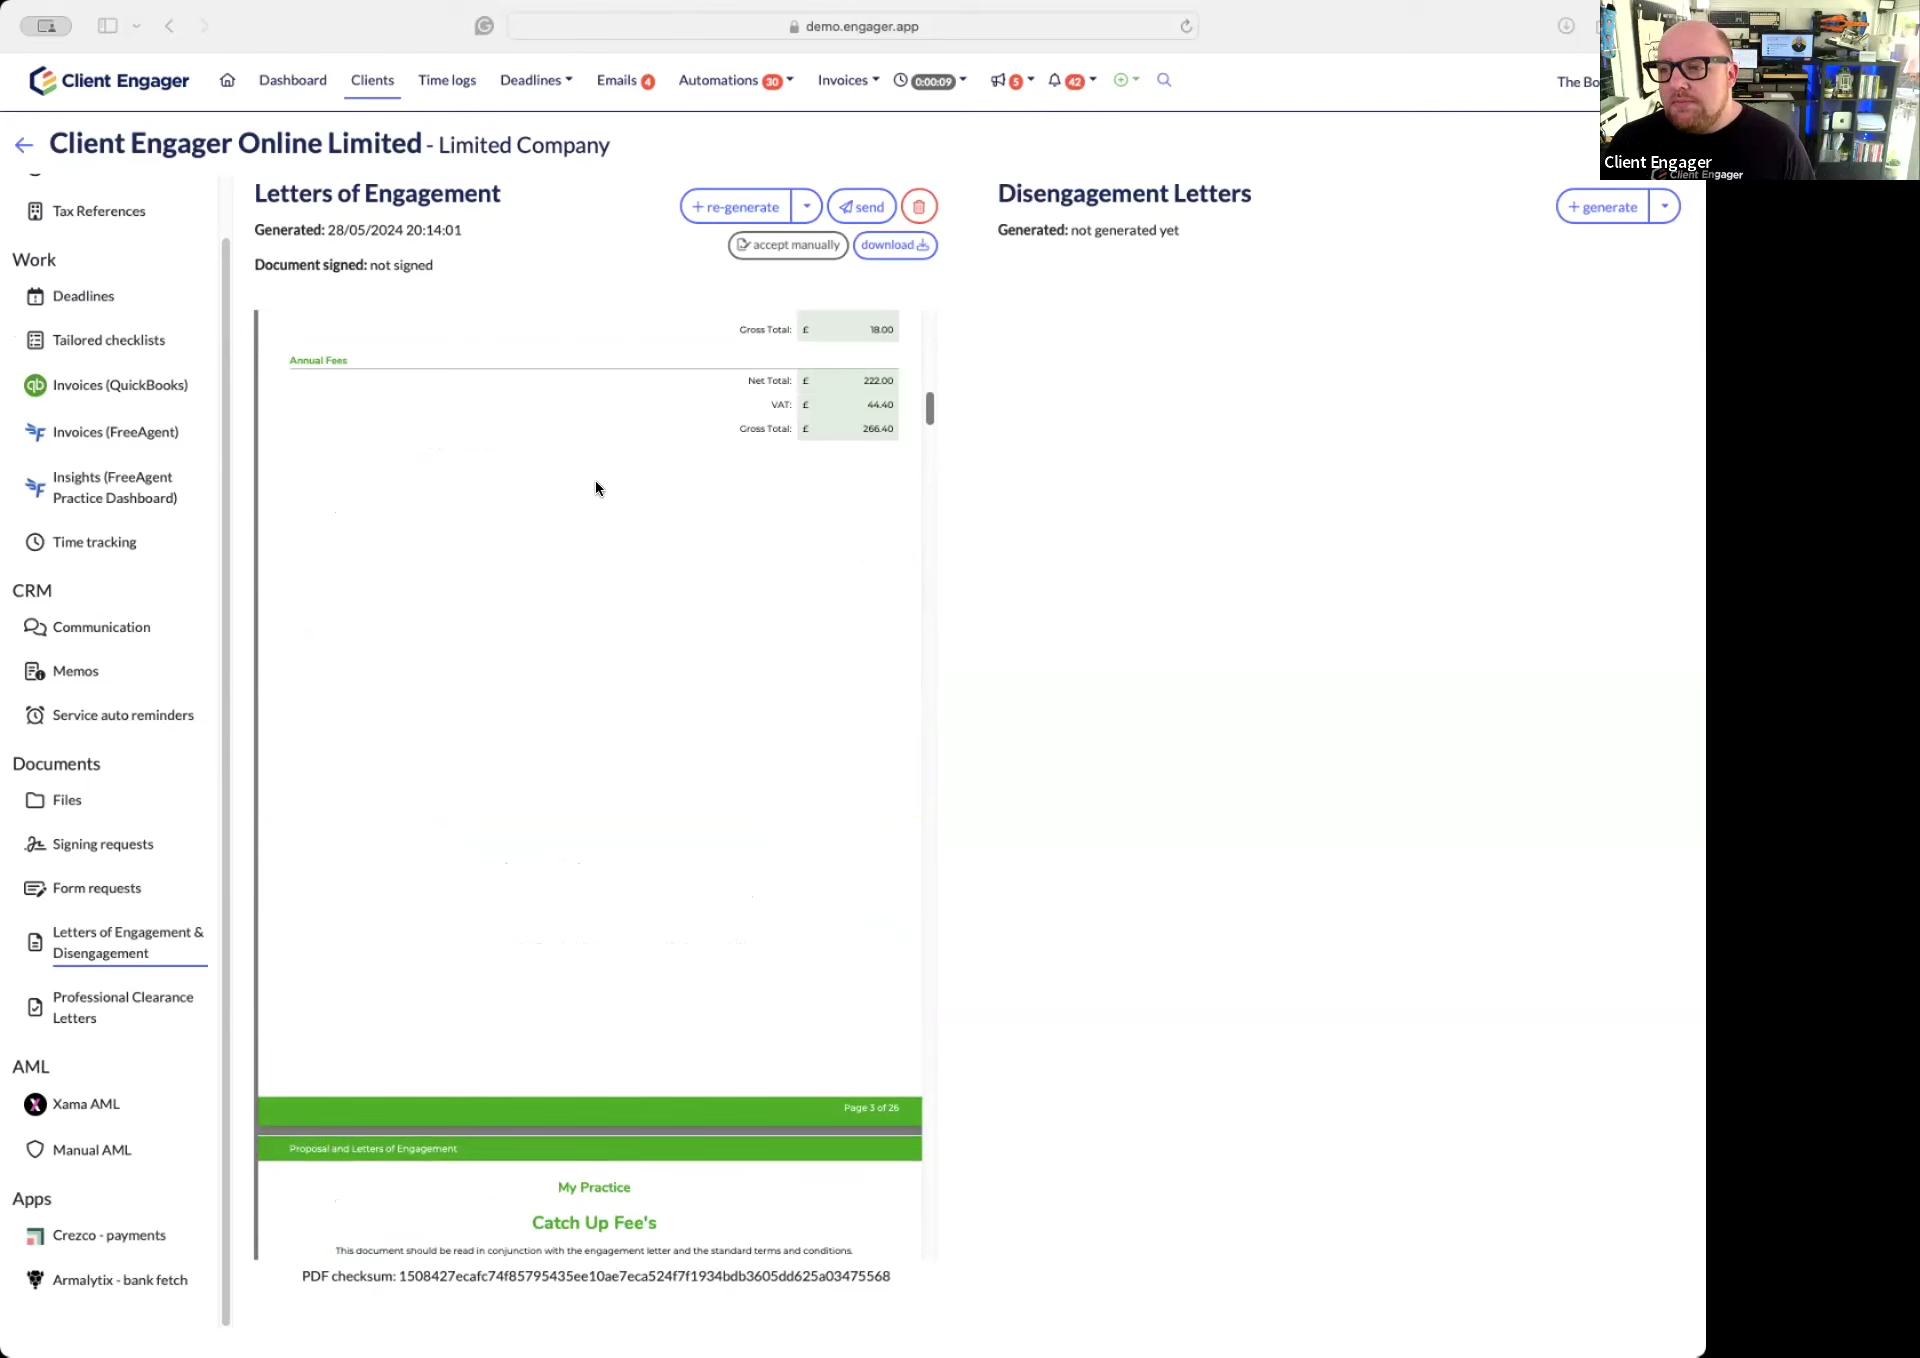 demo.engager.app
Client Engager
Dashboard
Clients
Time logs
Deadlines
Emails 4
Automations 30
Invoices
0:00:09
5
42
The Bo
Client Engager
Client Engager
Client Engager Online Limited - Limited Company
Tax References
Work
Deadlines
Tailored checklists
qb Invoices (QuickBooks)
Invoices (FreeAgent)
Insights (FreeAgent
Practice Dashboard)
Time tracking
CRM
Communication
Memos
Service auto reminders
Documents
Files
Signing requests
Form requests
Letters of Engagement &
Disengagement
Professional Clearance
Letters
AML
Xama AML
Manual AML
Apps
Crezco - payments
Armalytix - bank fetch
Letters of Engagement
+ re-generate
send
Generated: 28/05/2024 20:14:01
accept manually
download
Document signed: not signed
Gross Total: £ 18.00
Annual Fees
Net Total: £ 222.00
VAT: £ 44.40
Gross Total: £ 266.40
Page 3 of 26
Proposal and Letters of Engagement
My Practice
Catch Up Fee's
This document should be read in conjunction with the engagement letter and the standard terms and conditions.
PDF checksum: 1508427ecafc74f85795435ee10ae7eca524f7f1934bdb3605dd625a03475568
Disengagement Letters
+ generate
Generated: not generated yet